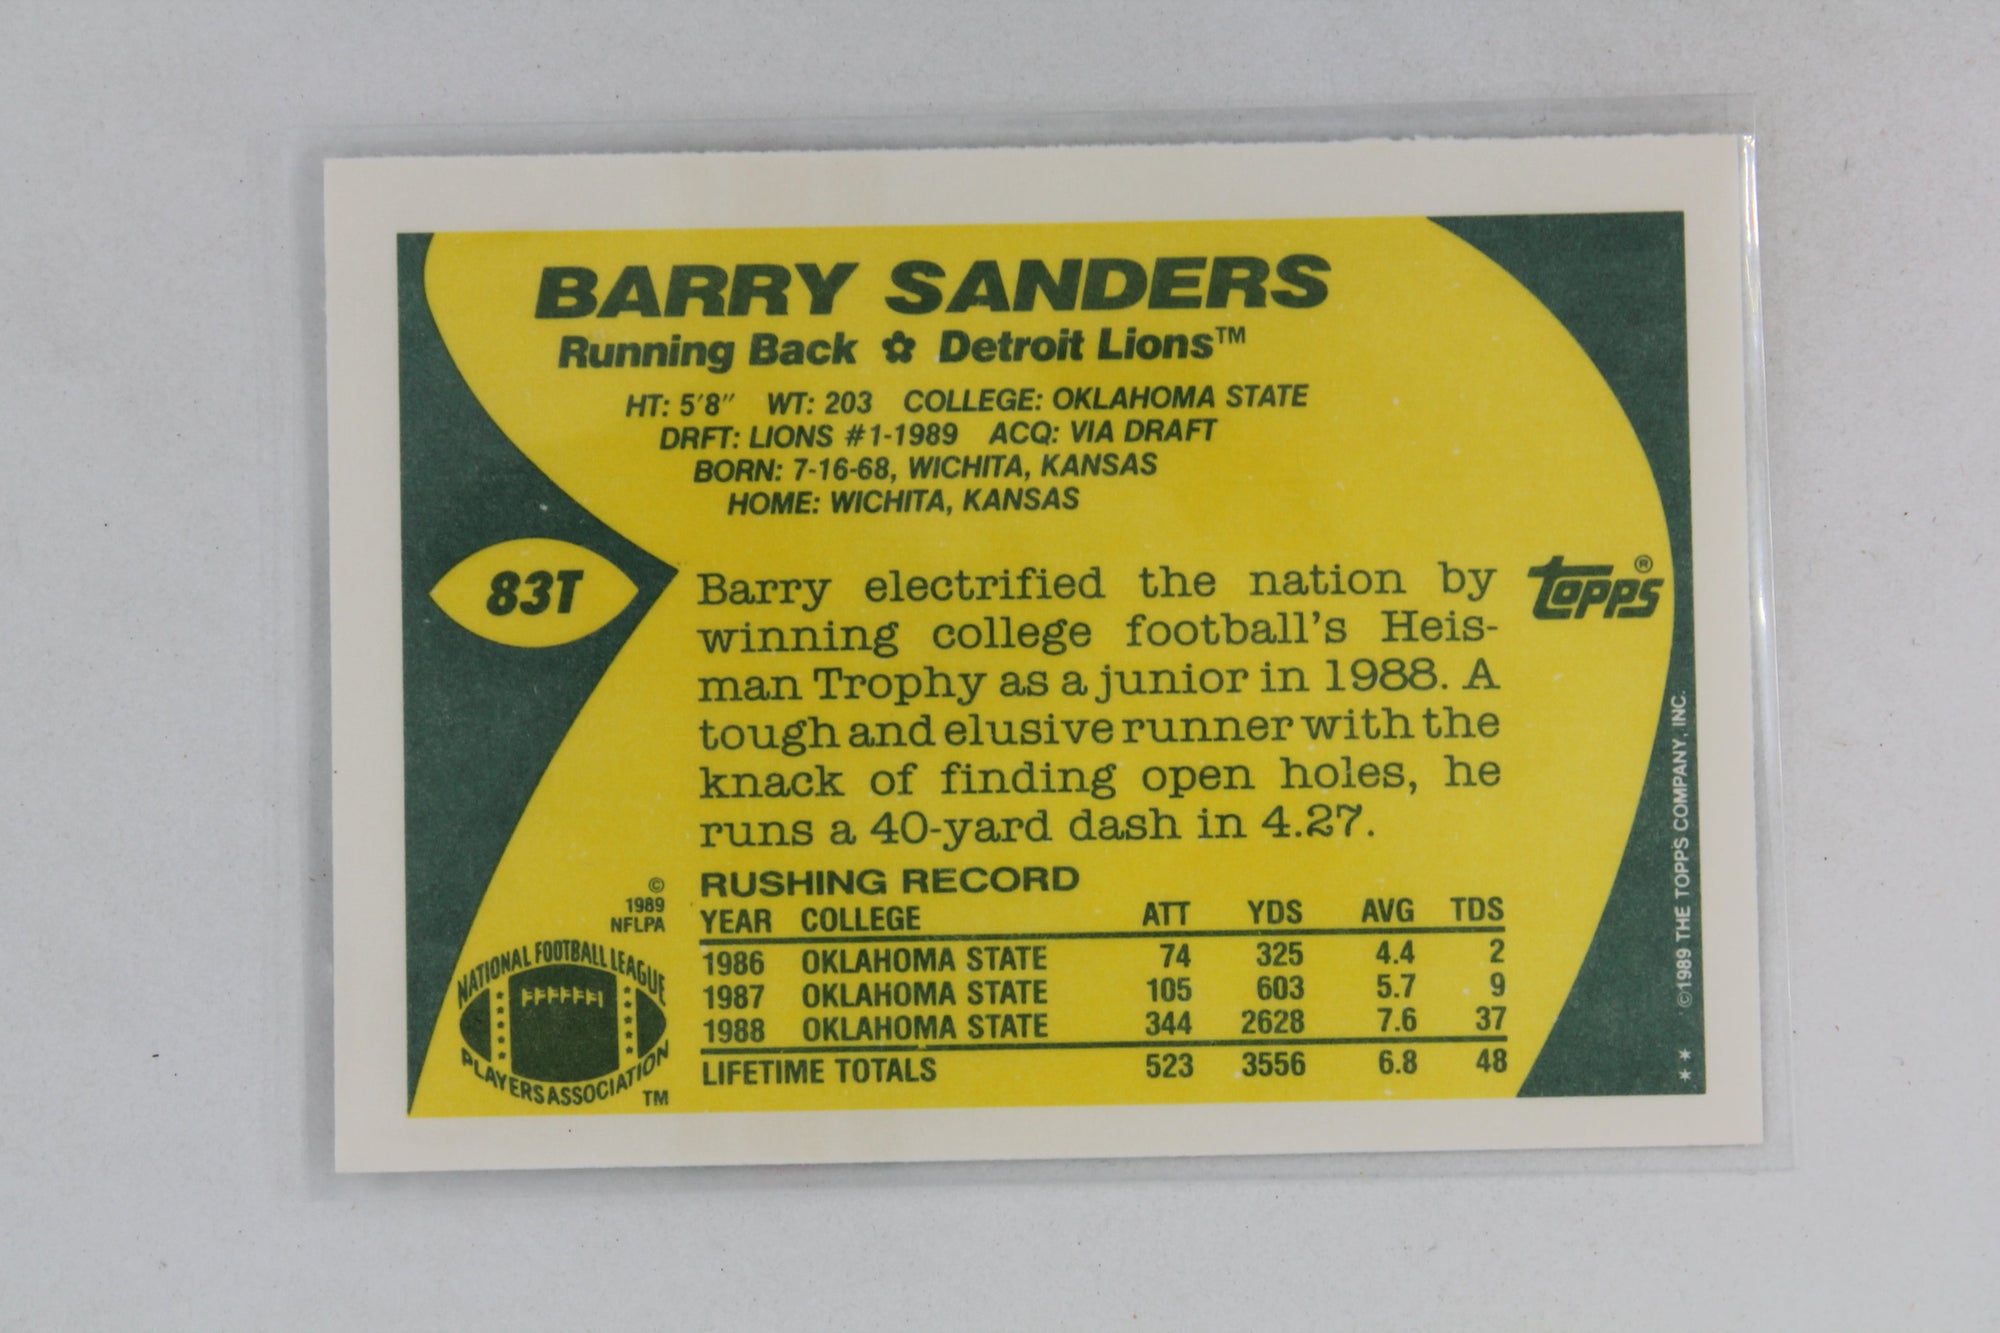 BARRY SANDERS
Running Back ✿ Detroit Lions™
HT: 5'8" WT: 203 COLLEGE: OKLAHOMA STATE
DRFT: LIONS #1-1989 ACQ: VIA DRAFT
BORN: 7-16-68, WICHITA, KANSAS
HOME: WICHITA, KANSAS
83T
Barry electrified the nation by
winning college football's Heis-
man Trophy as a junior in 1988. A
tough and elusive runner with the
knack of finding open holes, he
runs a 40-yard dash in 4.27.
topps®
RUSHING RECORD
YEAR COLLEGE ATT YDS AVG TDS
1986 OKLAHOMA STATE 74 325 4.4 2
1987 OKLAHOMA STATE 105 603 5.7 9
1988 OKLAHOMA STATE 344 2628 7.6 37
LIFETIME TOTALS 523 3556 6.8 48
©
1989
NFLPA
NATIONAL FOOTBALL LEAGUE
PLAYERS ASSOCIATION
TM
** ©1989 THE TOPPS COMPANY, INC.